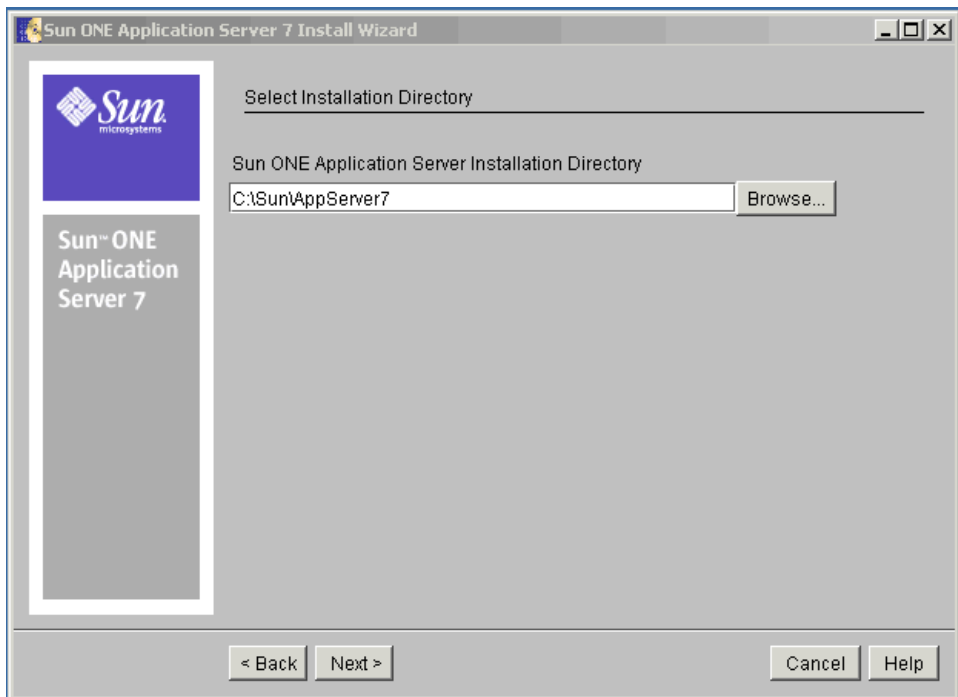 Sun ONE Application Server 7 Install Wizard
Sun
microsystems
Sun™ ONE
Application
Server 7
Select Installation Directory
Sun ONE Application Server Installation Directory
C:\Sun\AppServer7
Browse...
< Back
Next >
Cancel
Help